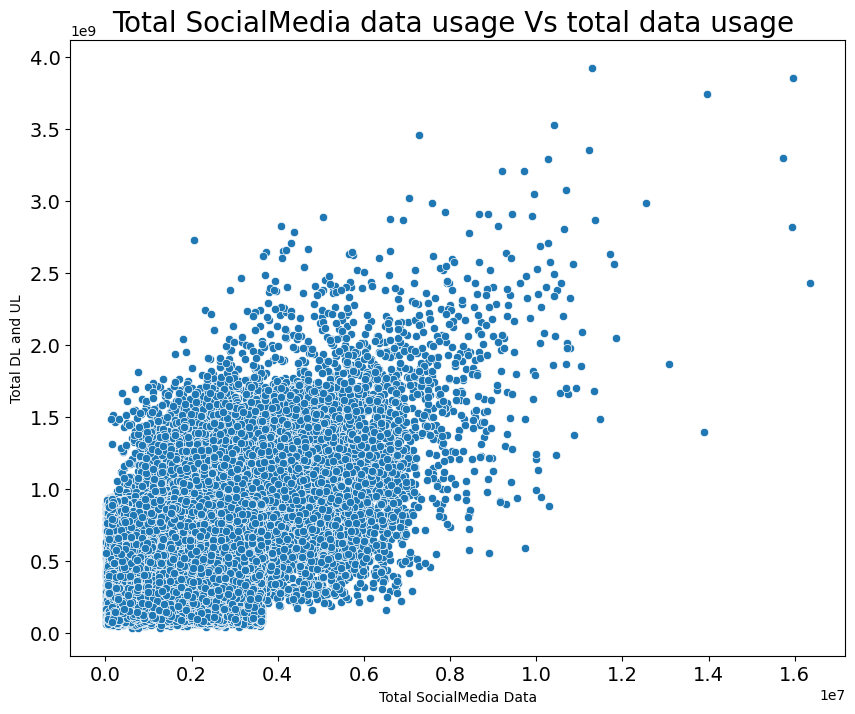 Total SocialMedia data usage Vs total data usage
1e9
4.0
3.5
3.0
2.5
2.0
1.5
1.0
0.5
0.0
Total DL and UL
0.0 0.2 0.4 0.6 0.8 1.0 1.2 1.4 1.6
1e7
Total SocialMedia Data